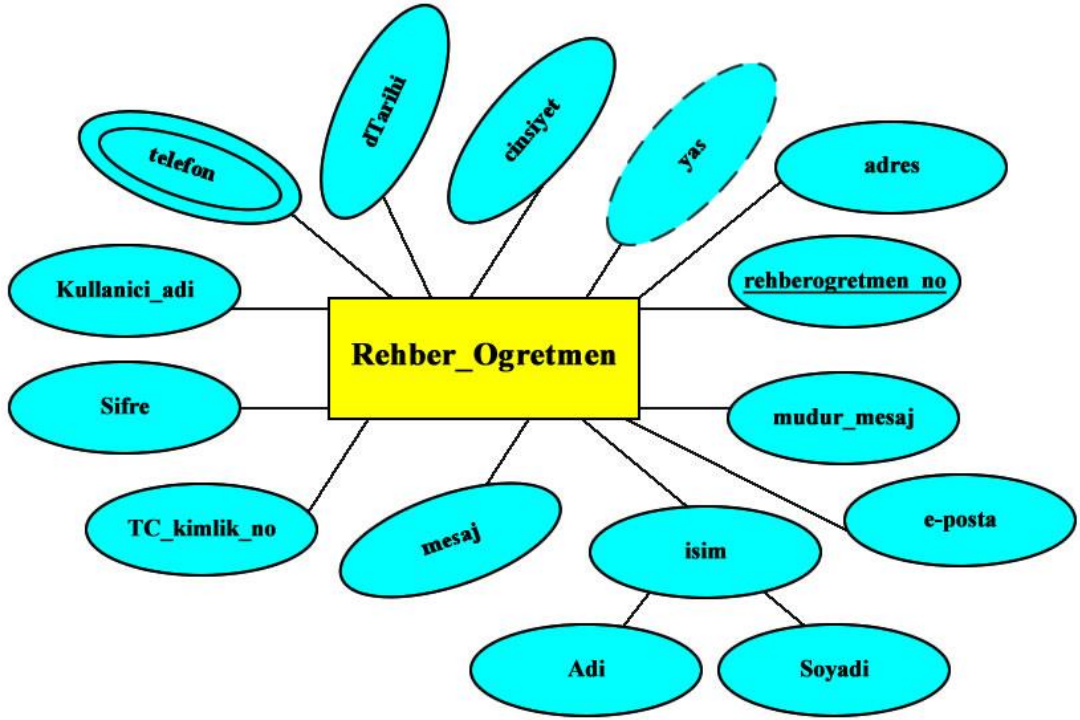 dTarihi
cinsiyet
yas
telefon
adres
Kullanici_adi
rehberogretmen_no
Rehber_Ogretmen
Sifre
mudur_mesaj
TC_kimlik_no
mesaj
isim
e-posta
Adi
Soyadi